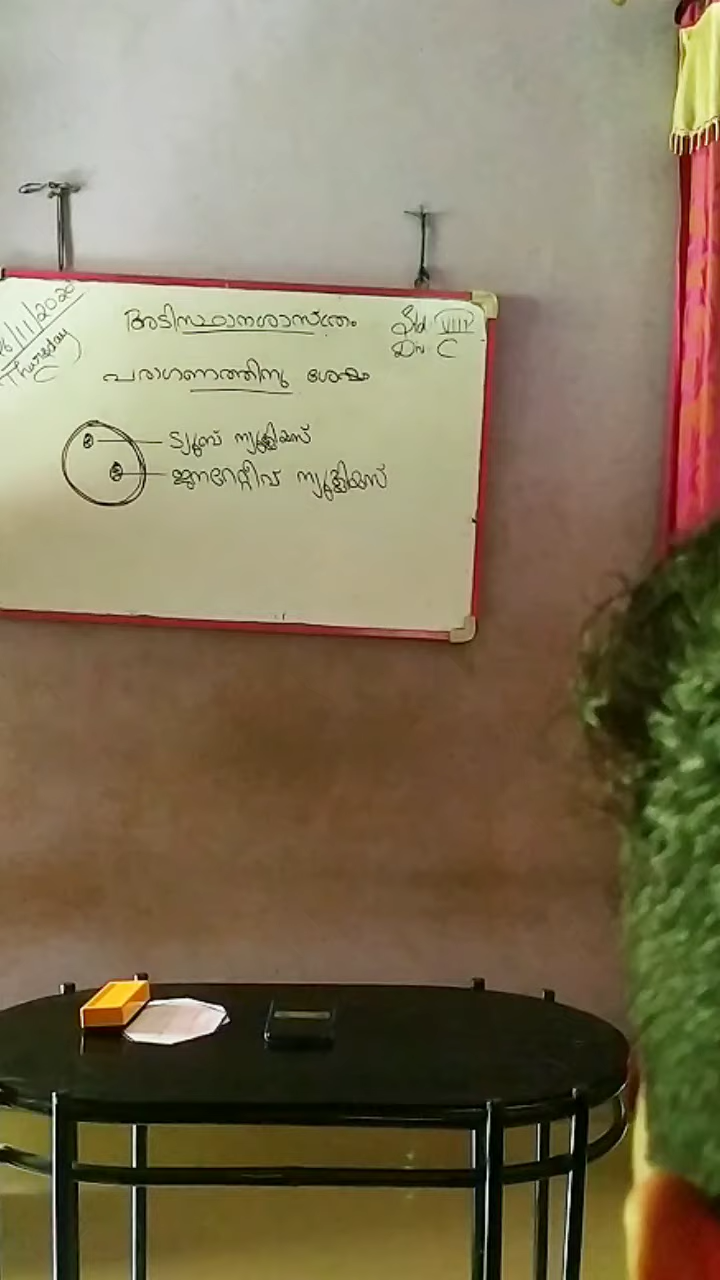 26/11/2020
Thursday
C
അടിസ്ഥാനശാസ്ത്രം
Std VIII
Div C
പരാഗണത്തിനു ശേഷം
ട്യൂബ് ന്യൂക്ലിയസ്
ജനറേറ്റീവ് ന്യൂക്ലിയസ്